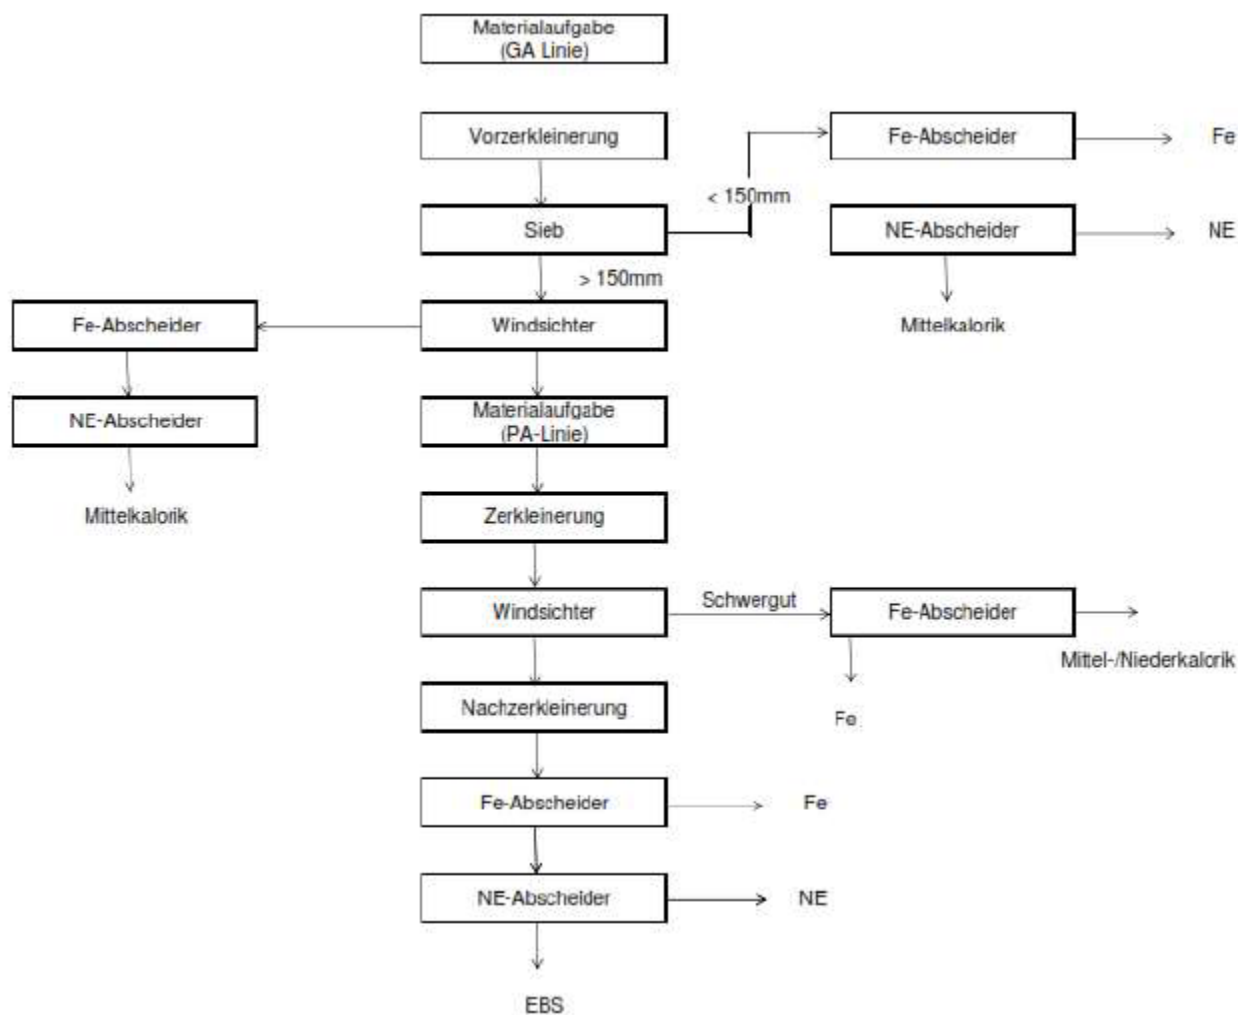 Materialaufgabe
(GA Linie)
Vorzerkleinerung
Fe-Abscheider
Fe
< 150mm
Sieb
NE-Abscheider
NE
> 150mm
Fe-Abscheider
Windsichter
Mittelkalorik
NE-Abscheider
Materialaufgabe
(PA-Linie)
Mittelkalorik
Zerkleinerung
Windsichter
Schwergut
Fe-Abscheider
Mittel-/Niederkalorik
Nachzerkleinerung
Fe
Fe-Abscheider
Fe
NE-Abscheider
NE
EBS